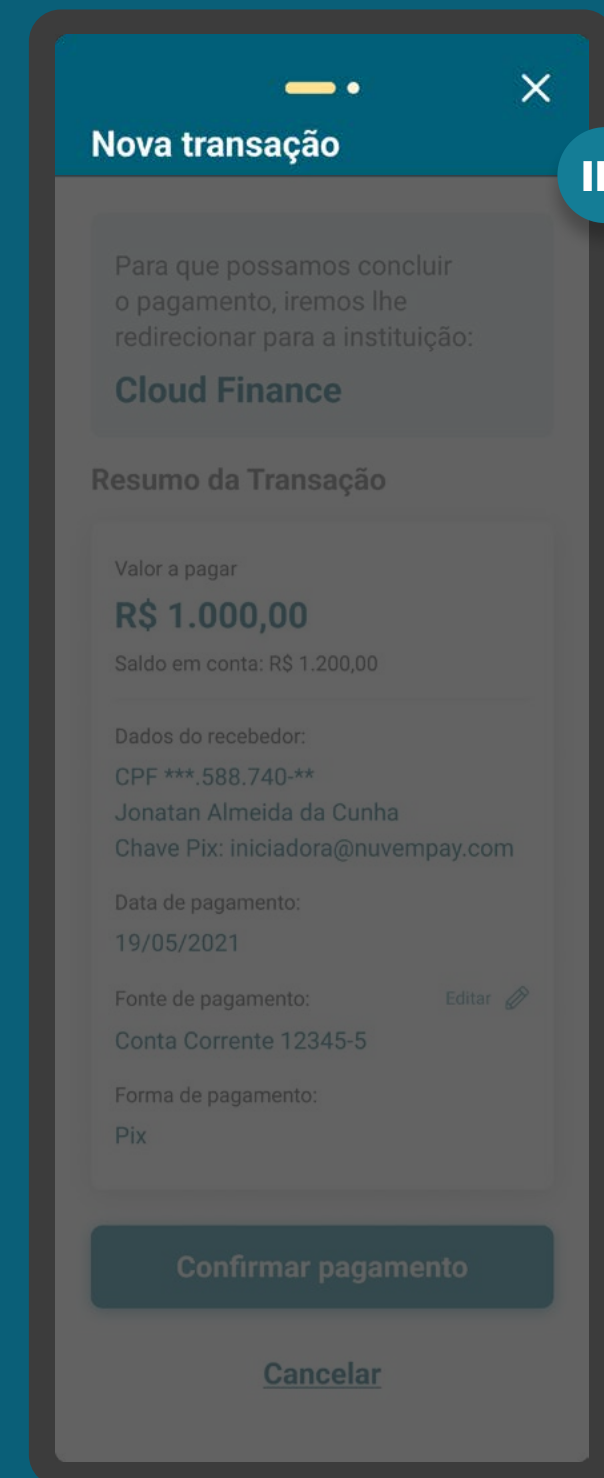 Nova transação
Para que possamos concluir
o pagamento, iremos lhe
redirecionar para a instituição:
Cloud Finance
Resumo da Transação
Valor a pagar
R$ 1.000,00
Saldo em conta: R$ 1.200,00
Dados do recebedor:
CPF ***.588.740-**
Jonatan Almeida da Cunha
Chave Pix: iniciadora@nuvempay.com
Data de pagamento:
19/05/2021
Fonte de pagamento:
Editar
Conta Corrente 12345-5
Forma de pagamento:
Pix
Confirmar pagamento
Cancelar